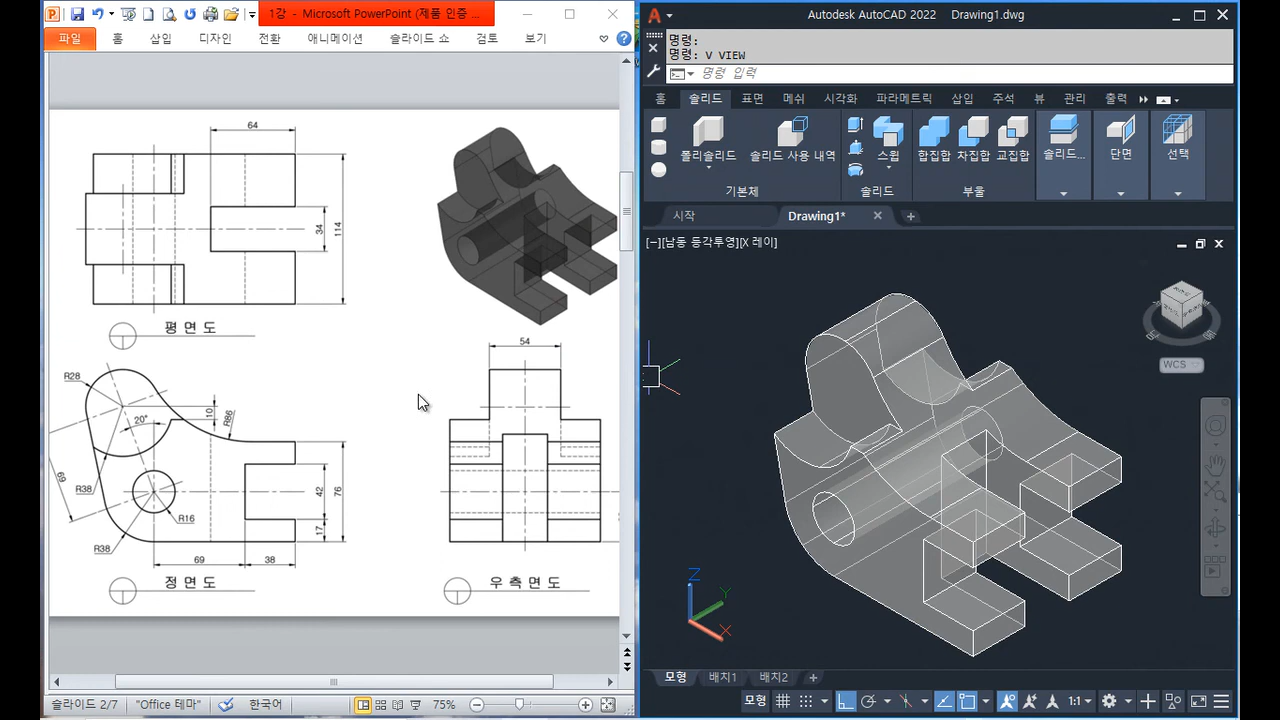 1강 - Microsoft PowerPoint (제품 인증 ...
파일 홈 삽입 디자인 전환 애니메이션 슬라이드 쇼 검토 보기
64
34
114
평 면 도
R28
20°
10
R86
69
R38
R16
42
76
17
R38
69
38
정 면 도
54
우 측 면 도
슬라이드 2/7 "Office 테마" 한국어 75%
Autodesk AutoCAD 2022 Drawing1.dwg
명령:
명령: V VIEW
명령 입력
홈 솔리드 표면 메쉬 시각화 파라메트릭 삽입 주석 뷰 관리 출력
폴리솔리드 솔리드 사용 내역 스윕 합집합 차집합 교집합 솔리드... 단면 선택
기본체 솔리드 부울
시작 Drawing1*
[−][남동 등각투영][X 레이]
WCS
Z
Y
X
모형 배치1 배치2
모형 1:1